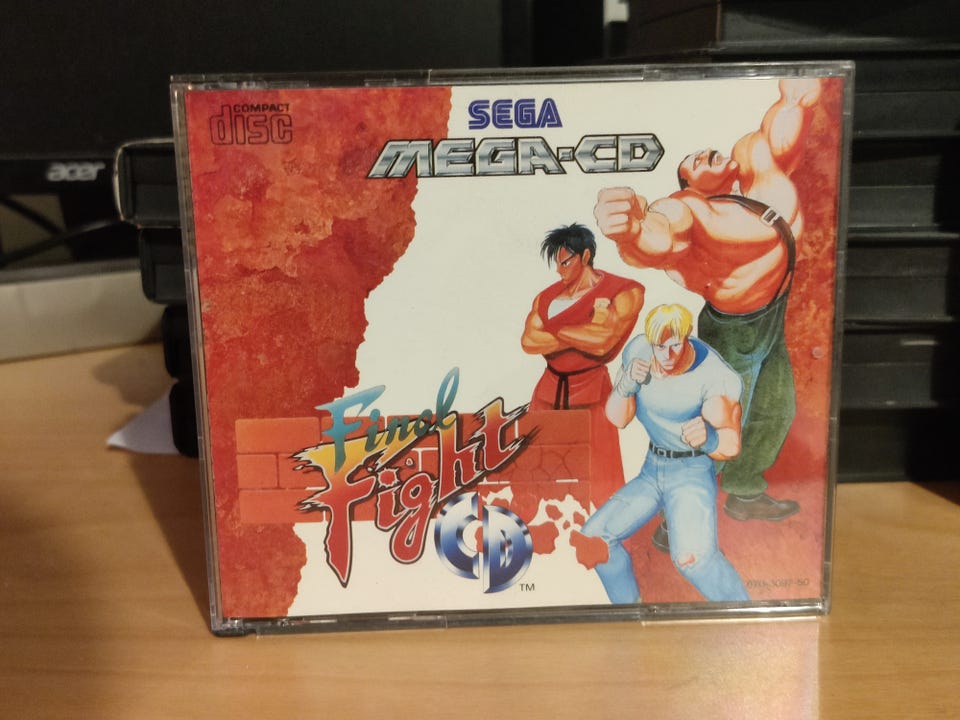 COMPACT
disc
SEGA
MEGA-CD
acer
Final
Fight
CD
TM